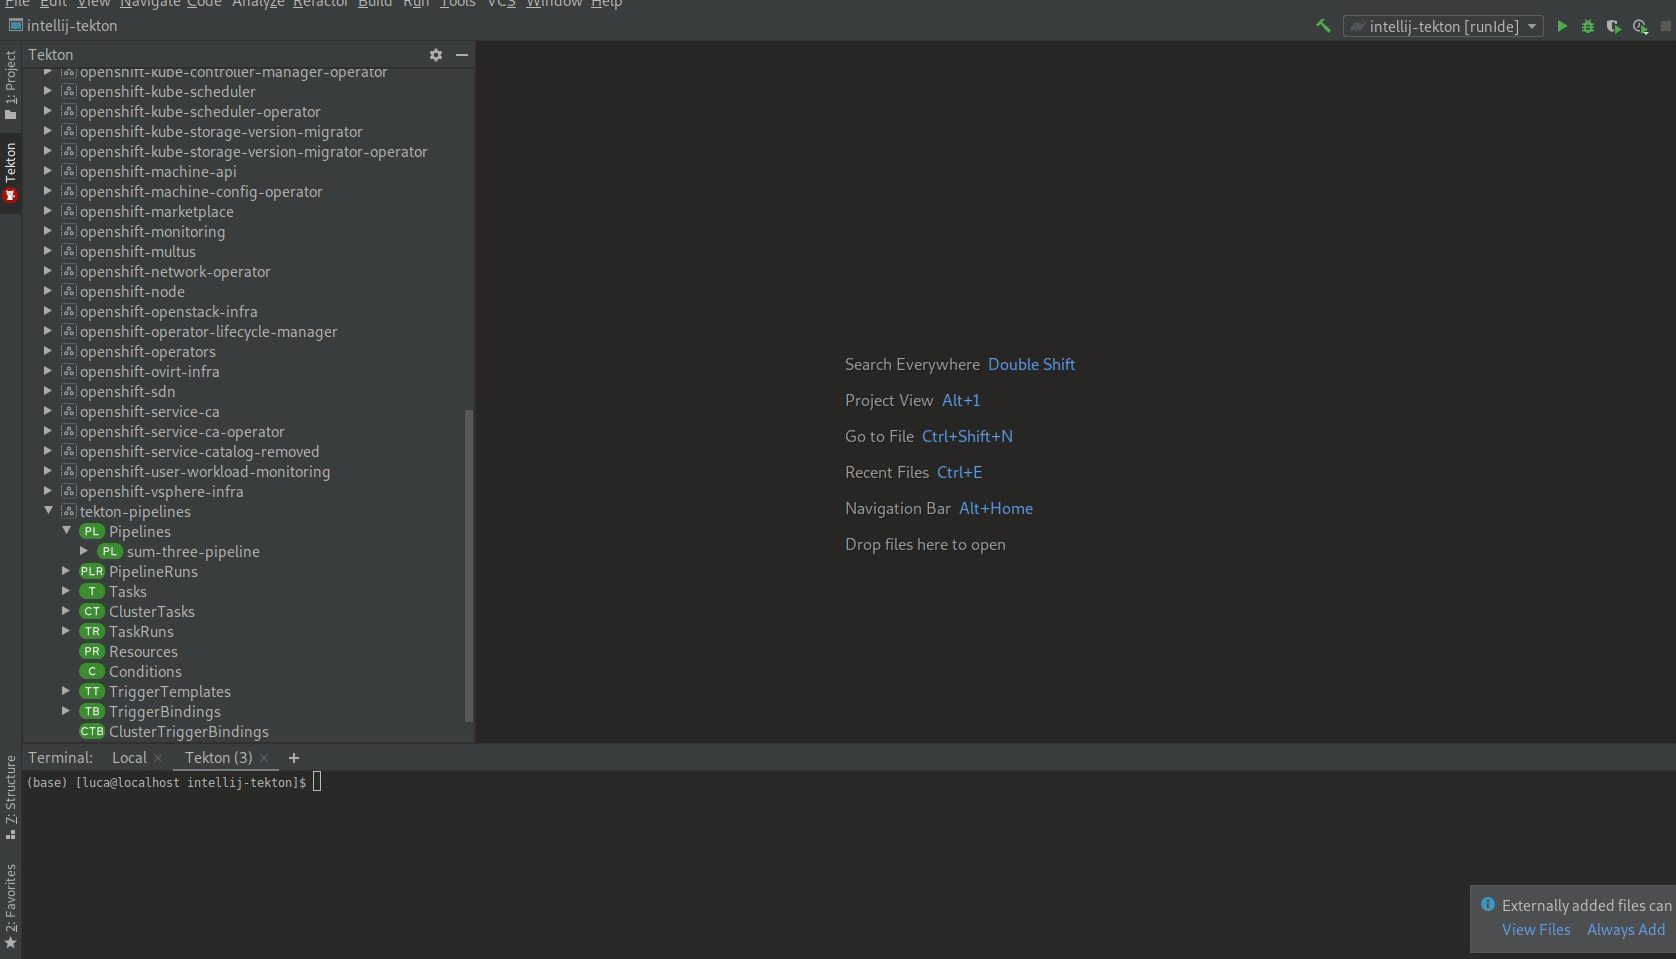 File Edit View Navigate Code Analyze Refactor Build Run Tools VCS Window Help
intellij-tekton
intellij-tekton [runIde]
1: Project
Tekton
Tekton
openshift-kube-controller-manager-operator
openshift-kube-scheduler
openshift-kube-scheduler-operator
openshift-kube-storage-version-migrator
openshift-kube-storage-version-migrator-operator
openshift-machine-api
openshift-machine-config-operator
openshift-marketplace
openshift-monitoring
openshift-multus
openshift-network-operator
openshift-node
openshift-openstack-infra
openshift-operator-lifecycle-manager
openshift-operators
openshift-ovirt-infra
openshift-sdn
openshift-service-ca
openshift-service-ca-operator
openshift-service-catalog-removed
openshift-user-workload-monitoring
openshift-vsphere-infra
tekton-pipelines
PL Pipelines
PL sum-three-pipeline
PLR PipelineRuns
T Tasks
CT ClusterTasks
TR TaskRuns
PR Resources
C Conditions
TT TriggerTemplates
TB TriggerBindings
CTB ClusterTriggerBindings
Search Everywhere Double Shift
Project View Alt+1
Go to File Ctrl+Shift+N
Recent Files Ctrl+E
Navigation Bar Alt+Home
Drop files here to open
Terminal: Local × Tekton (3) × +
(base) [luca@localhost intellij-tekton]$
Z: Structure
2: Favorites
Externally added files can
View Files Always Add